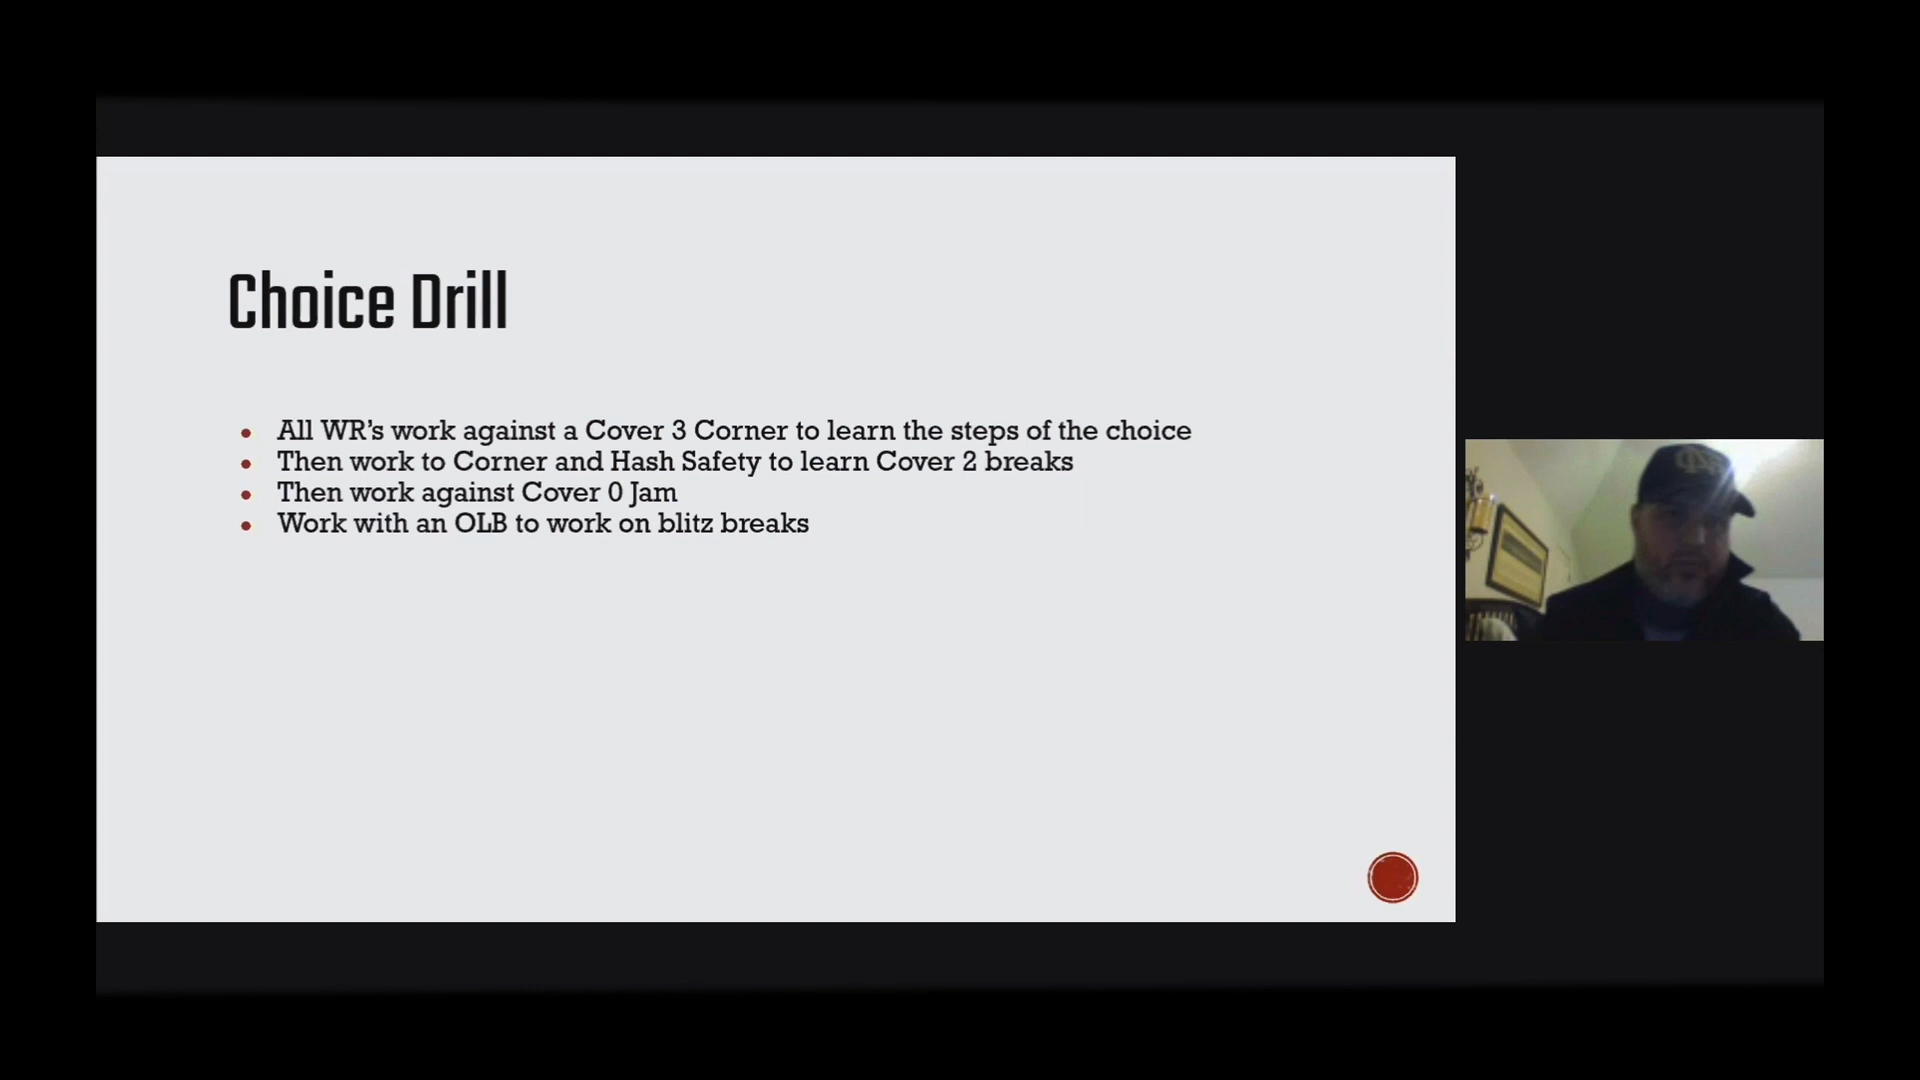 Choice Drill
All WR’s work against a Cover 3 Corner to learn the steps of the choice
Then work to Corner and Hash Safety to learn Cover 2 breaks
Then work against Cover 0 Jam
Work with an OLB to work on blitz breaks